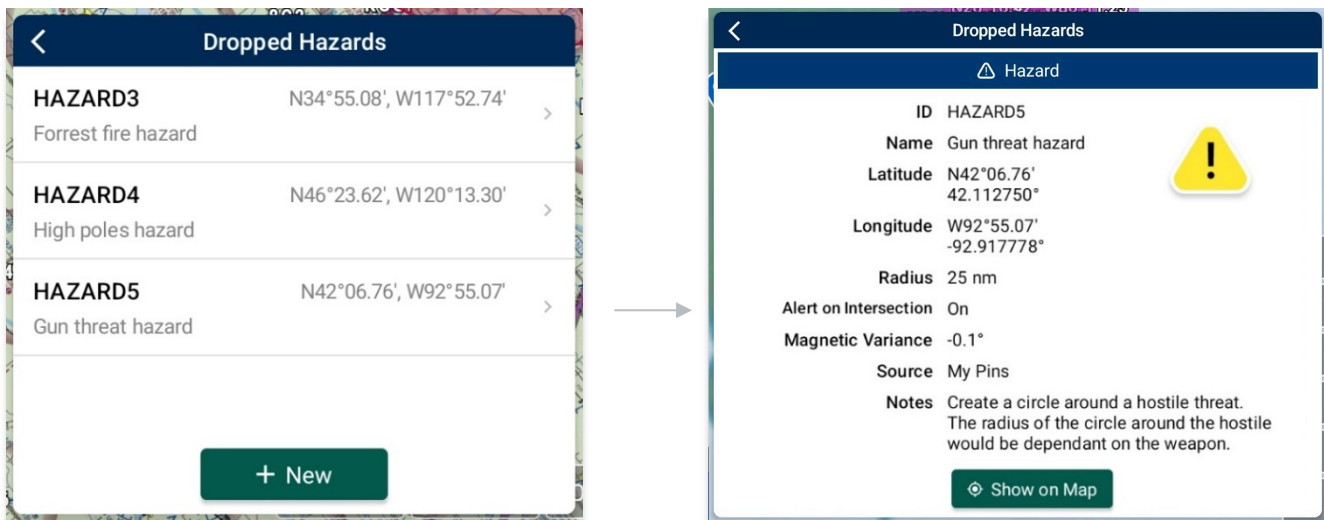 Dropped Hazards
HAZARD3 N34°55.08', W117°52.74'
Forrest fire hazard
HAZARD4 N46°23.62', W120°13.30'
High poles hazard
HAZARD5 N42°06.76', W92°55.07'
Gun threat hazard
+ New
Dropped Hazards
Hazard
ID HAZARD5
Name Gun threat hazard
Latitude N42°06.76'
42.112750°
Longitude W92°55.07'
-92.917778°
Radius 25 nm
Alert on Intersection On
Magnetic Variance -0.1°
Source My Pins
Notes Create a circle around a hostile threat.
The radius of the circle around the hostile
would be dependant on the weapon.
Show on Map